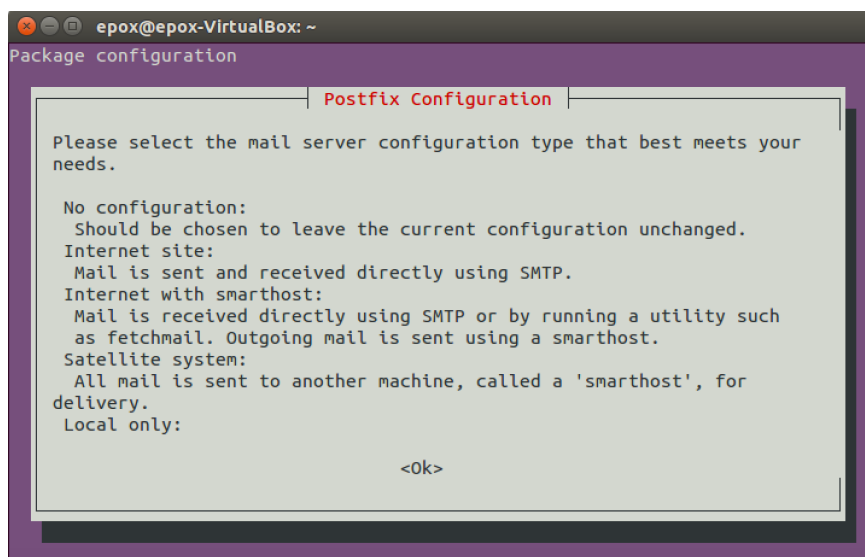 epox@epox-VirtualBox: ~
Package configuration
Postfix Configuration
Please select the mail server configuration type that best meets your
needs.
No configuration:
Should be chosen to leave the current configuration unchanged.
Internet site:
Mail is sent and received directly using SMTP.
Internet with smarthost:
Mail is received directly using SMTP or by running a utility such
as fetchmail. Outgoing mail is sent using a smarthost.
Satellite system:
All mail is sent to another machine, called a 'smarthost', for
delivery.
Local only:
<Ok>